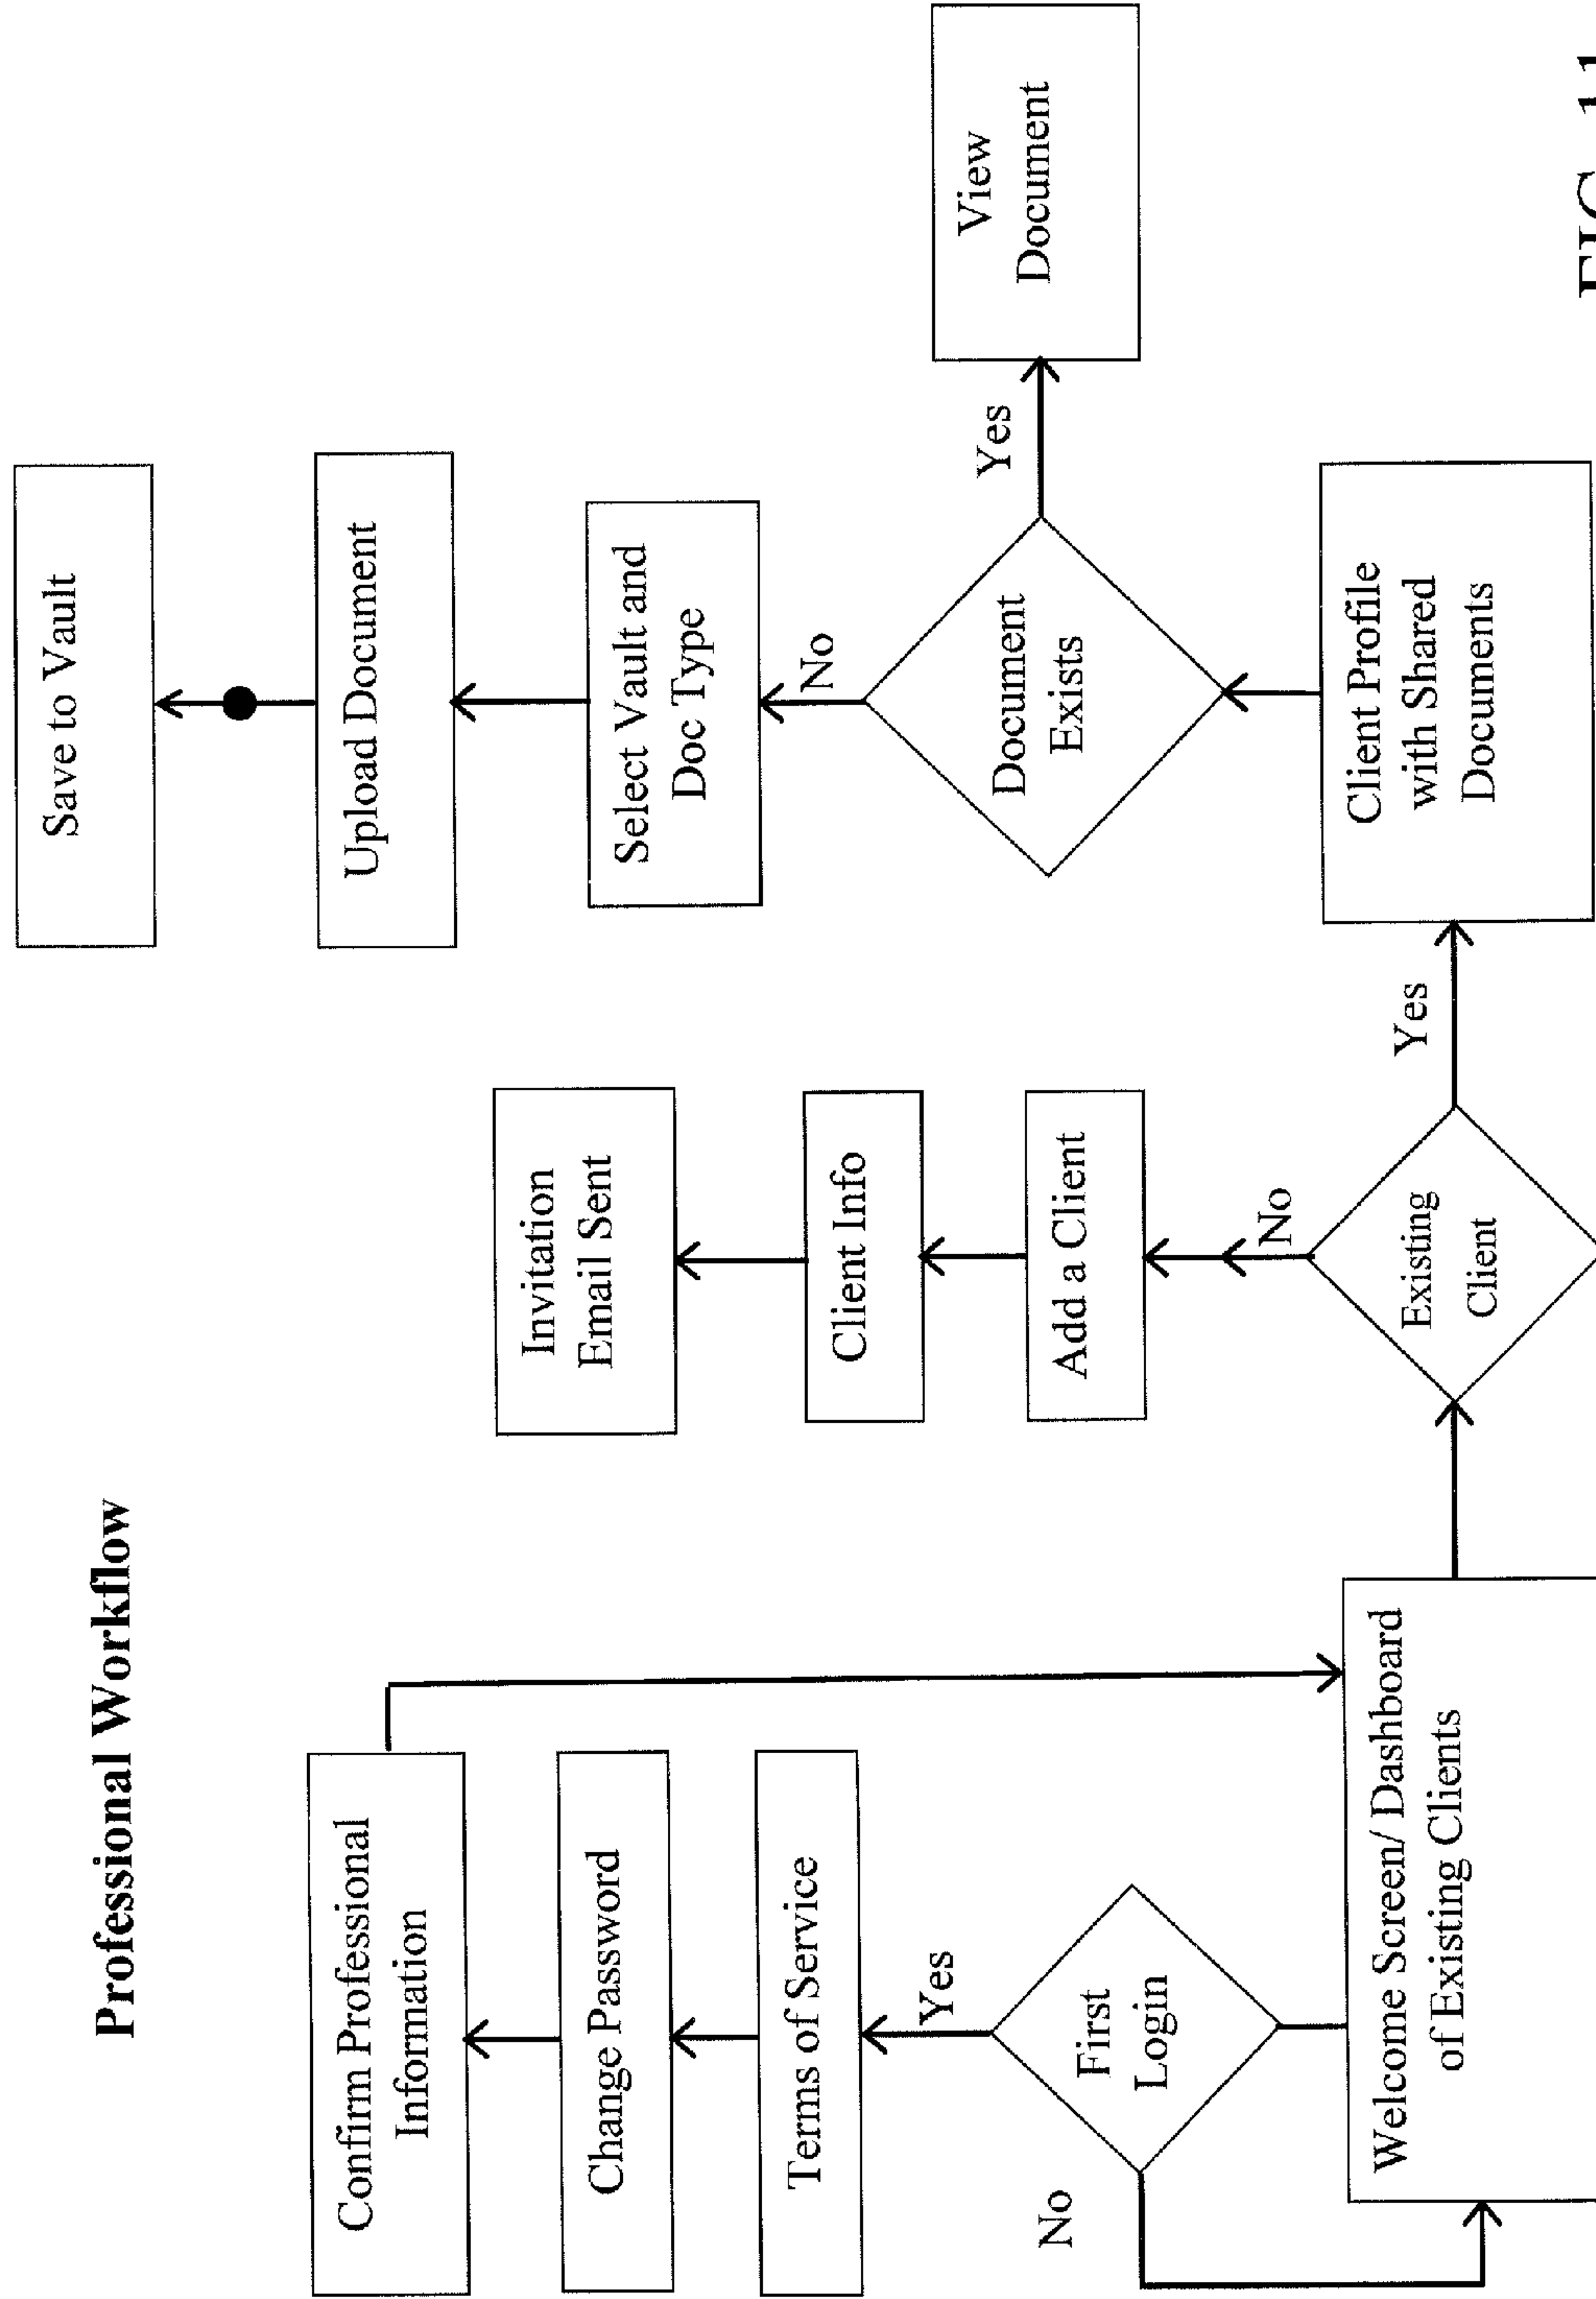 Professional Workflow
Confirm Professional
Information
Change Password
Terms of Service
Yes
First
Login
No
Welcome Screen/ Dashboard
of Existing Clients
Invitation
Email Sent
Client Info
Add a Client
No
Existing
Client
Yes
Save to Vault
Upload Document
Select Vault and
Doc Type
No
Document
Exists
Yes
View
Document
Client Profile
with Shared
Documents
FIG. 11